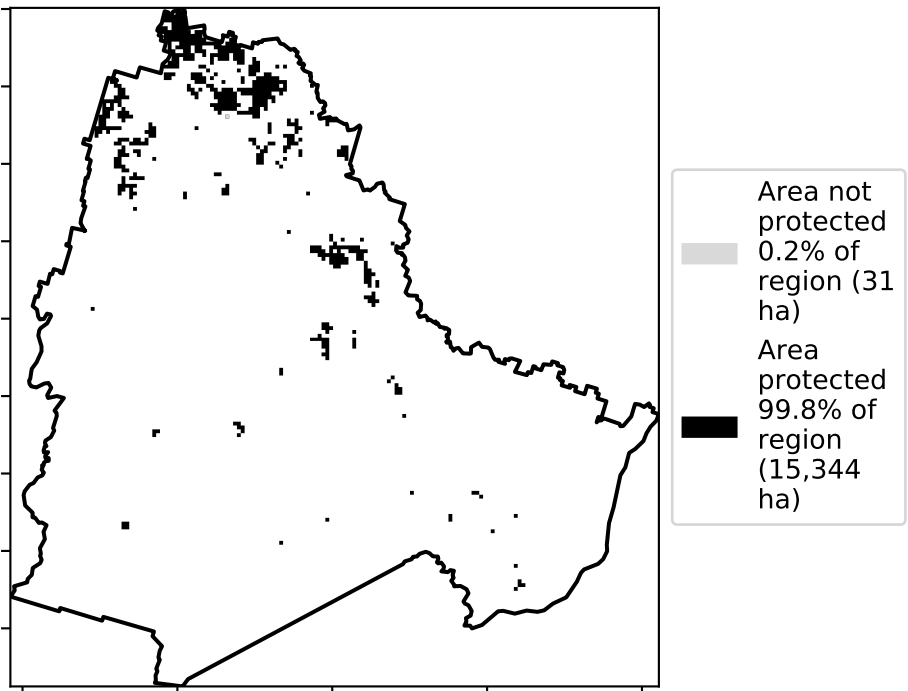 Area not
protected
0.2% of
region (31
ha)
Area
protected
99.8% of
region
(15,344
ha)